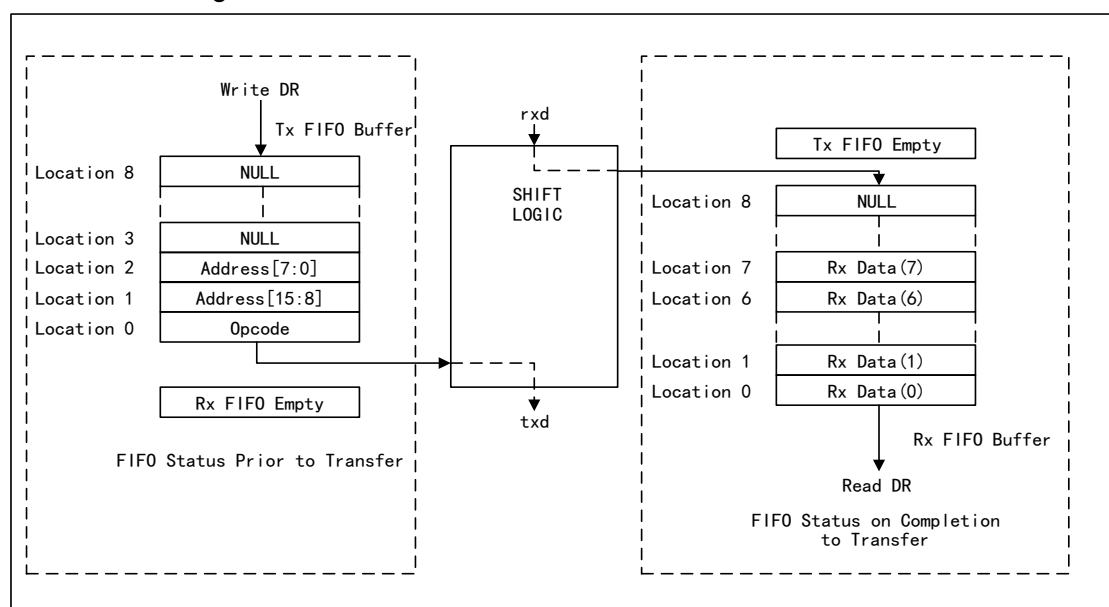 Write DR
Tx FIFO Buffer
Location 8
NULL
Location 3
NULL
Location 2
Address[7:0]
Location 1
Address[15:8]
Location 0
Opcode
Rx FIFO Empty
FIFO Status Prior to Transfer
rxd
SHIFT
LOGIC
txd
Tx FIFO Empty
Location 8
NULL
Location 7
Rx Data(7)
Location 6
Rx Data(6)
Location 1
Rx Data(1)
Location 0
Rx Data(0)
Rx FIFO Buffer
Read DR
FIFO Status on Completion
to Transfer